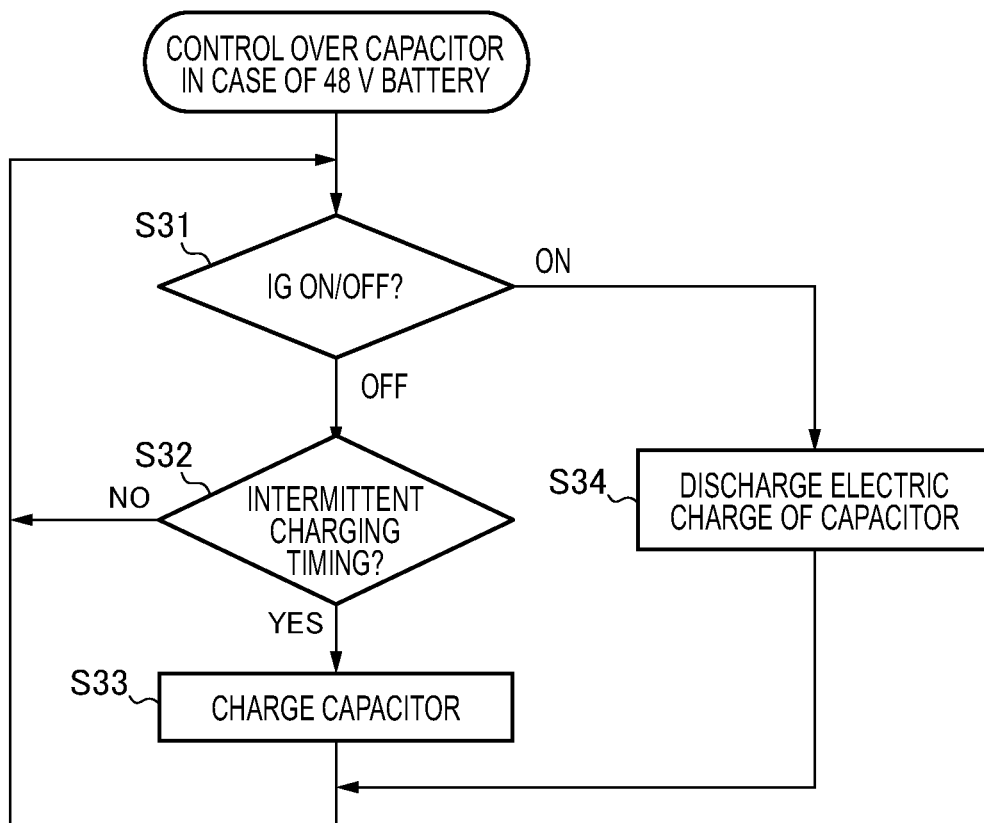 CONTROL OVER CAPACITOR
IN CASE OF 48 V BATTERY
S31
IG ON/OFF?
ON
OFF
S32
NO
INTERMITTENT
CHARGING
TIMING?
YES
S34
DISCHARGE ELECTRIC
CHARGE OF CAPACITOR
S33
CHARGE CAPACITOR